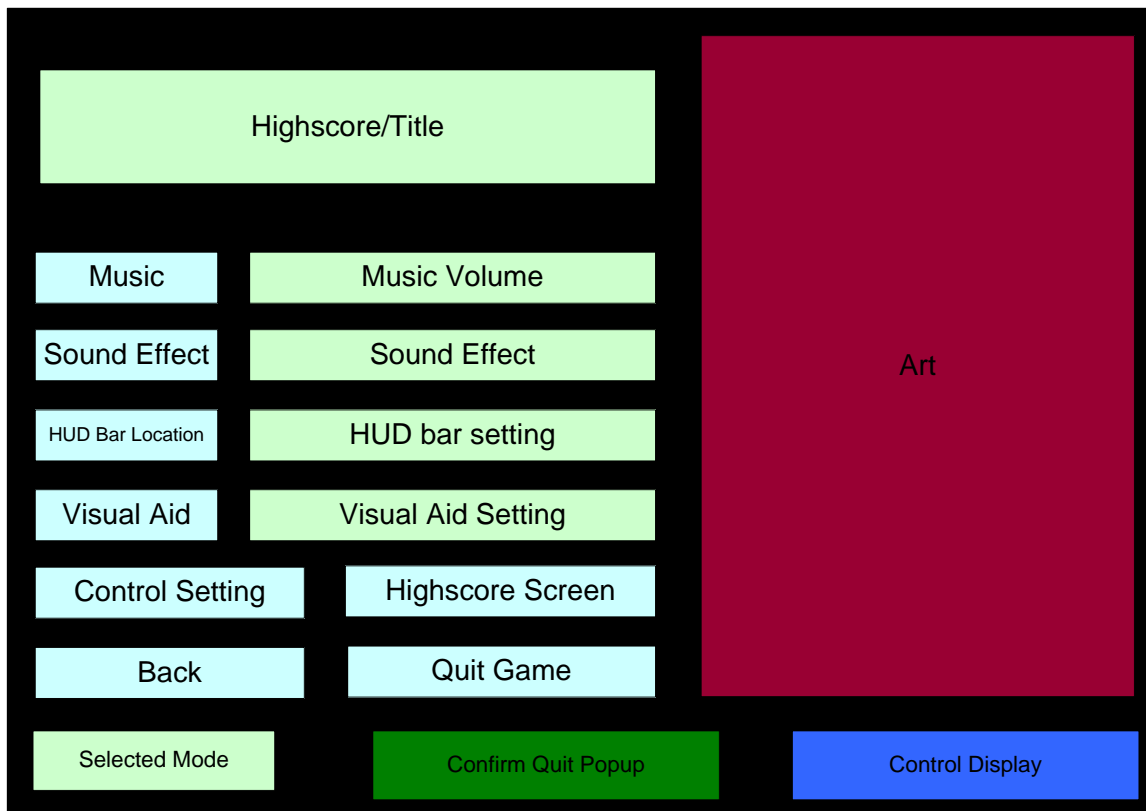 Highscore/Title
Music
Music Volume
Sound Effect
Sound Effect
Art
HUD Bar Location
HUD bar setting
Visual Aid
Visual Aid Setting
Control Setting
Highscore Screen
Back
Quit Game
Selected Mode
Confirm Quit Popup
Control Display